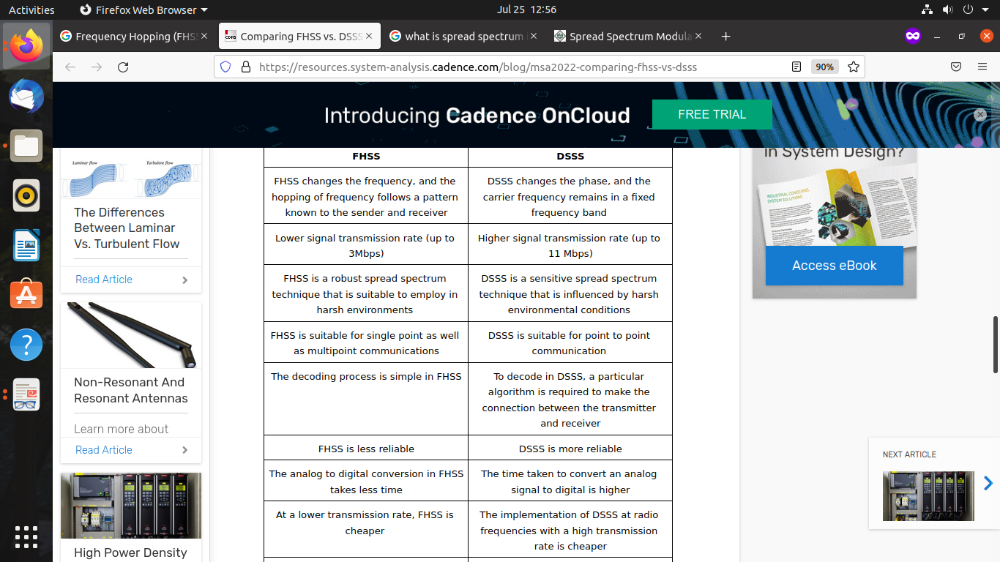 Activities
Firefox Web Browser
Jul 25 12:56
Frequency Hopping (FHS
CDNS
Comparing FHSS vs. DSSS
what is spread spectrum
Spread Spectrum Modula
https://resources.system-analysis.cadence.com/blog/msa2022-comparing-fhss-vs-dsss
90%
Introducing Cadence OnCloud
FREE TRIAL
Laminar flow
Turbulent flow
The Differences
Between Laminar
Vs. Turbulent Flow
Read Article
Non-Resonant And
Resonant Antennas
Learn more about
Read Article
High Power Density
FHSS
DSSS
FHSS changes the frequency, and the
hopping of frequency follows a pattern
known to the sender and receiver
DSSS changes the phase, and the
carrier frequency remains in a fixed
frequency band
Lower signal transmission rate (up to
3Mbps)
Higher signal transmission rate (up to
11 Mbps)
FHSS is a robust spread spectrum
technique that is suitable to employ in
harsh environments
DSSS is a sensitive spread spectrum
technique that is influenced by harsh
environmental conditions
FHSS is suitable for single point as well
as multipoint communications
DSSS is suitable for point to point
communication
The decoding process is simple in FHSS
To decode in DSSS, a particular
algorithm is required to make the
connection between the transmitter
and receiver
FHSS is less reliable
DSSS is more reliable
The analog to digital conversion in FHSS
takes less time
The time taken to convert an analog
signal to digital is higher
At a lower transmission rate, FHSS is
cheaper
The implementation of DSSS at radio
frequencies with a high transmission
rate is cheaper
in System Design?
INDUSTRIAL CONCERNS,
SYSTEM SOLUTIONS
Access eBook
NEXT ARTICLE